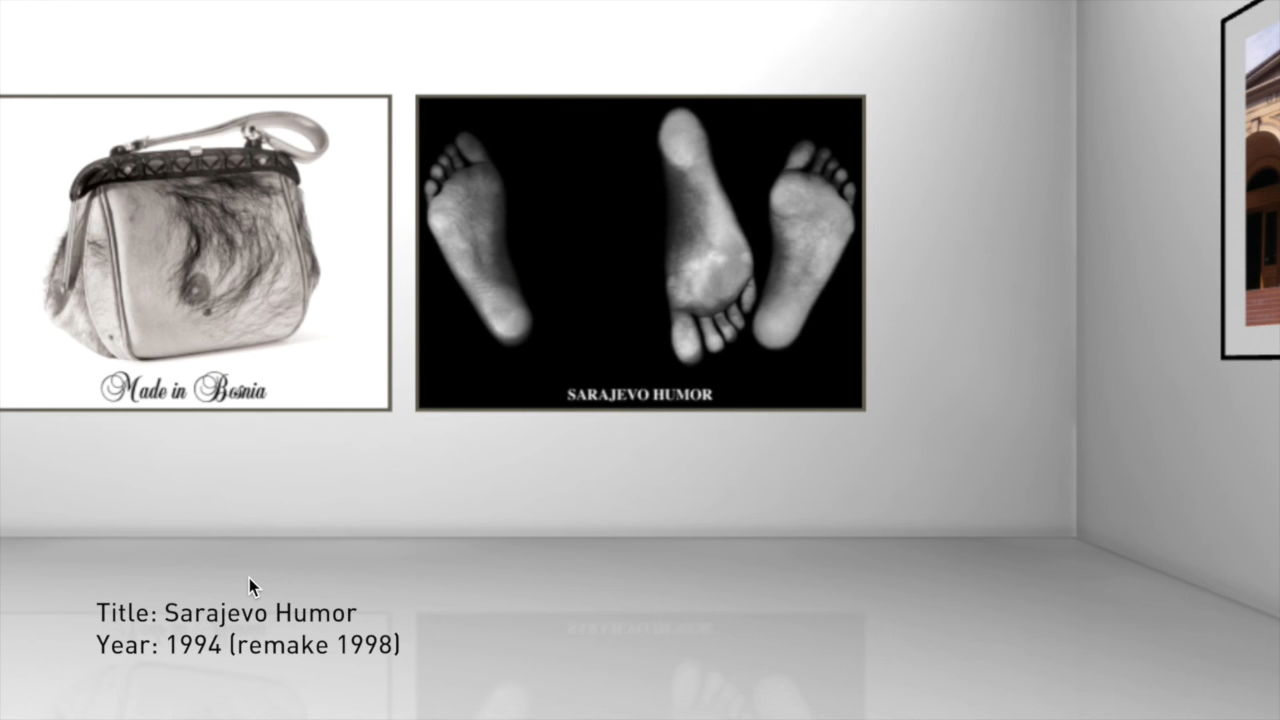 Made in Bosnia
SARAJEVO HUMOR
Title: Sarajevo Humor
Year: 1994 (remake 1998)